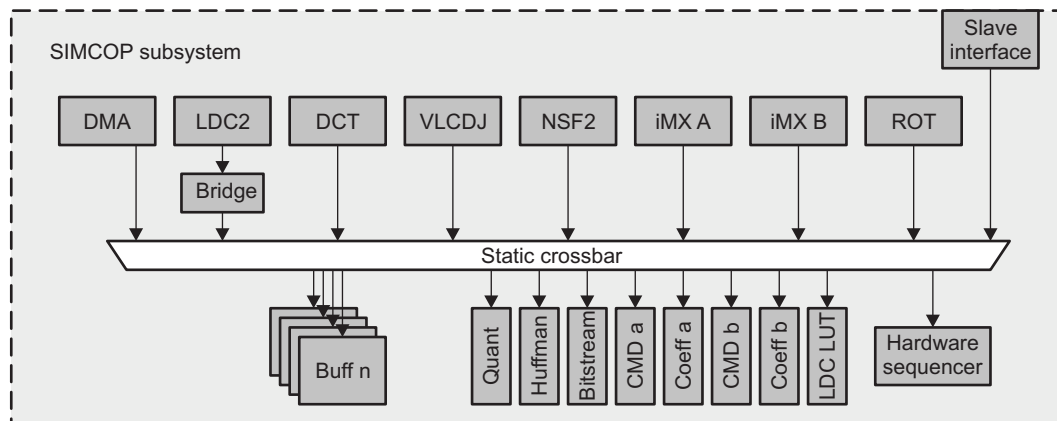 Slave
interface
SIMCOP subsystem
DMA
LDC2
DCT
VLCDJ
NSF2
iMX A
iMX B
ROT
Bridge
Static crossbar
Buff n
Quant
Huffman
Bitstream
CMD a
Coeff a
CMD b
Coeff b
LDC LUT
Hardware
sequencer